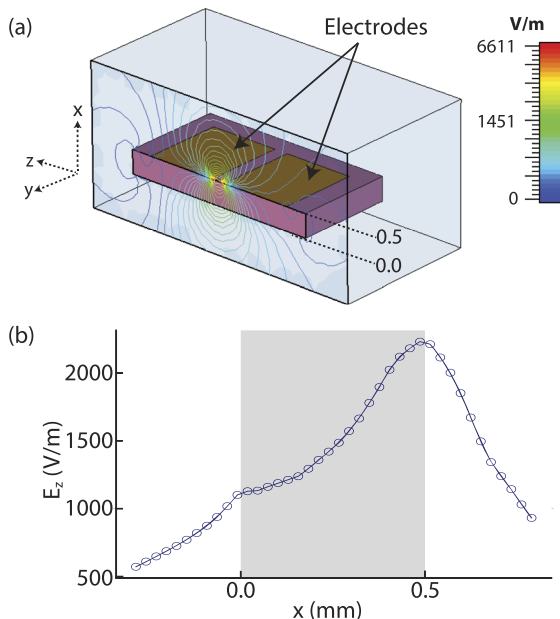 (a)
Electrodes
V/m
6611
1451
0
x
z
y
0.5
0.0
(b)
2000
1500
1000
500
E_z (V/m)
0.0
0.5
x (mm)